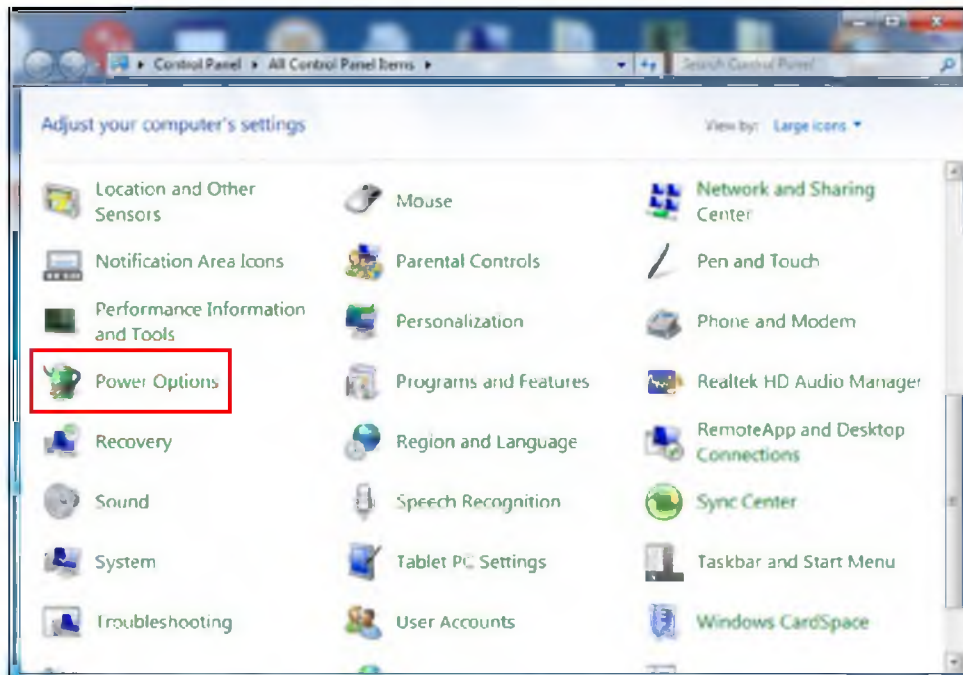 Control Panel
All Control Panel Items
Search Control Panel
Adjust your computer's settings
View by: Large icons
Location and Other
Sensors
Mouse
Network and Sharing
Center
Notification Area Icons
Parental Controls
Pen and Touch
Performance Information
and Tools
Personalization
Phone and Modem
Power Options
Programs and Features
Realtek HD Audio Manager
Recovery
Region and Language
RemoteApp and Desktop
Connections
Sound
Speech Recognition
Sync Center
System
Tablet PC Settings
Taskbar and Start Menu
Troubleshooting
User Accounts
Windows CardSpace